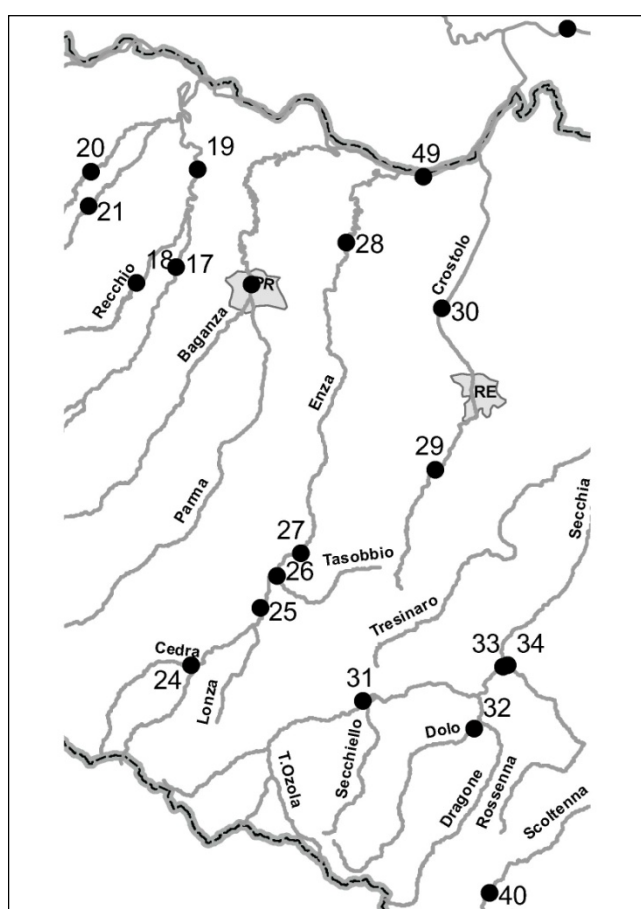 20
19
49
21
28
18
17
Recchio
PR
Crostolo
30
Baganza
Enza
RE
29
Secchia
Parma
27
Tasobbio
26
25
Tresinaro
Cedra
33
34
24
31
Lonza
32
Dolo
Secchiello
T.Ozola
Dragone
Rossenna
Scoltenna
40